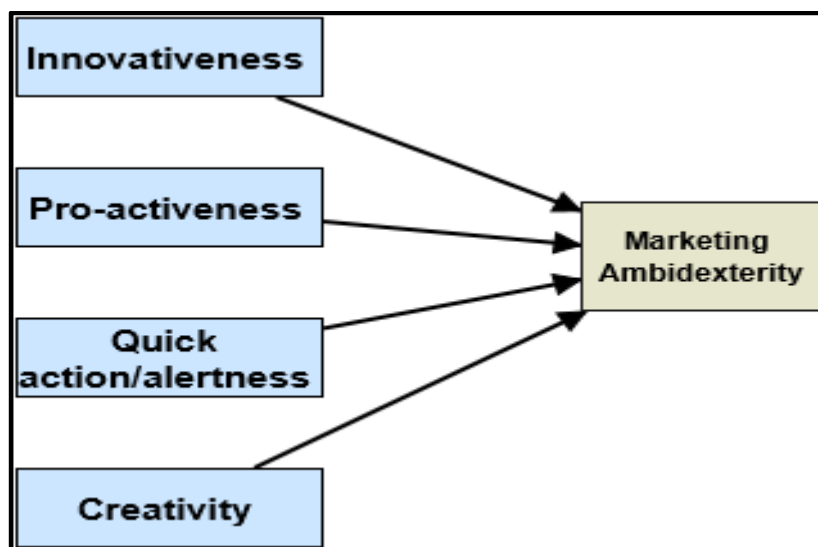 Innovativeness
Pro-activeness
Quick
action/alertness
Creativity
Marketing
Ambidexterity